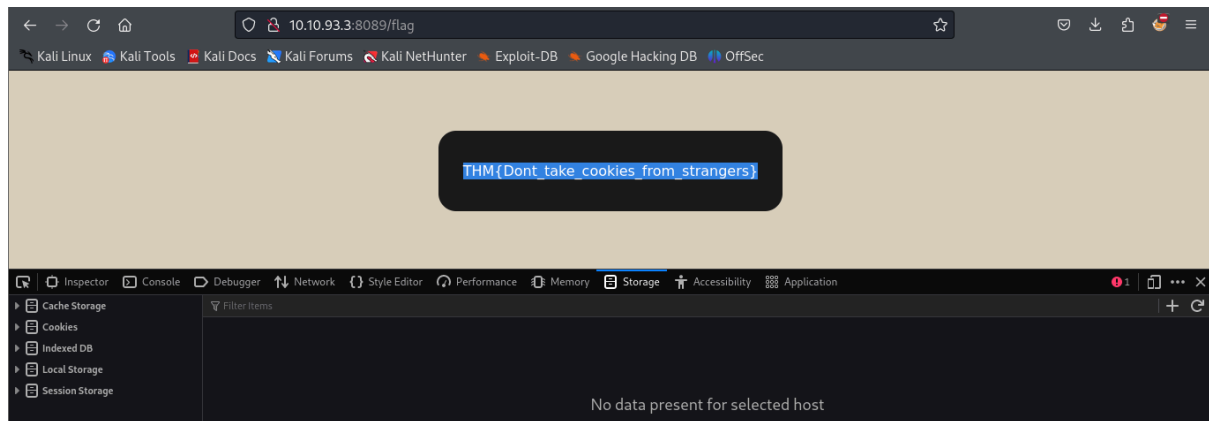 10.10.93.3:8089/flag
Kali Linux Kali Tools Kali Docs Kali Forums Kali NetHunter Exploit-DB Google Hacking DB OffSec
THM{Dont_take_cookies_from_strangers}
Inspector Console Debugger Network {} Style Editor Performance Memory Storage Accessibility Application 1
Cache Storage Filter Items
Cookies
Indexed DB
Local Storage
Session Storage
No data present for selected host